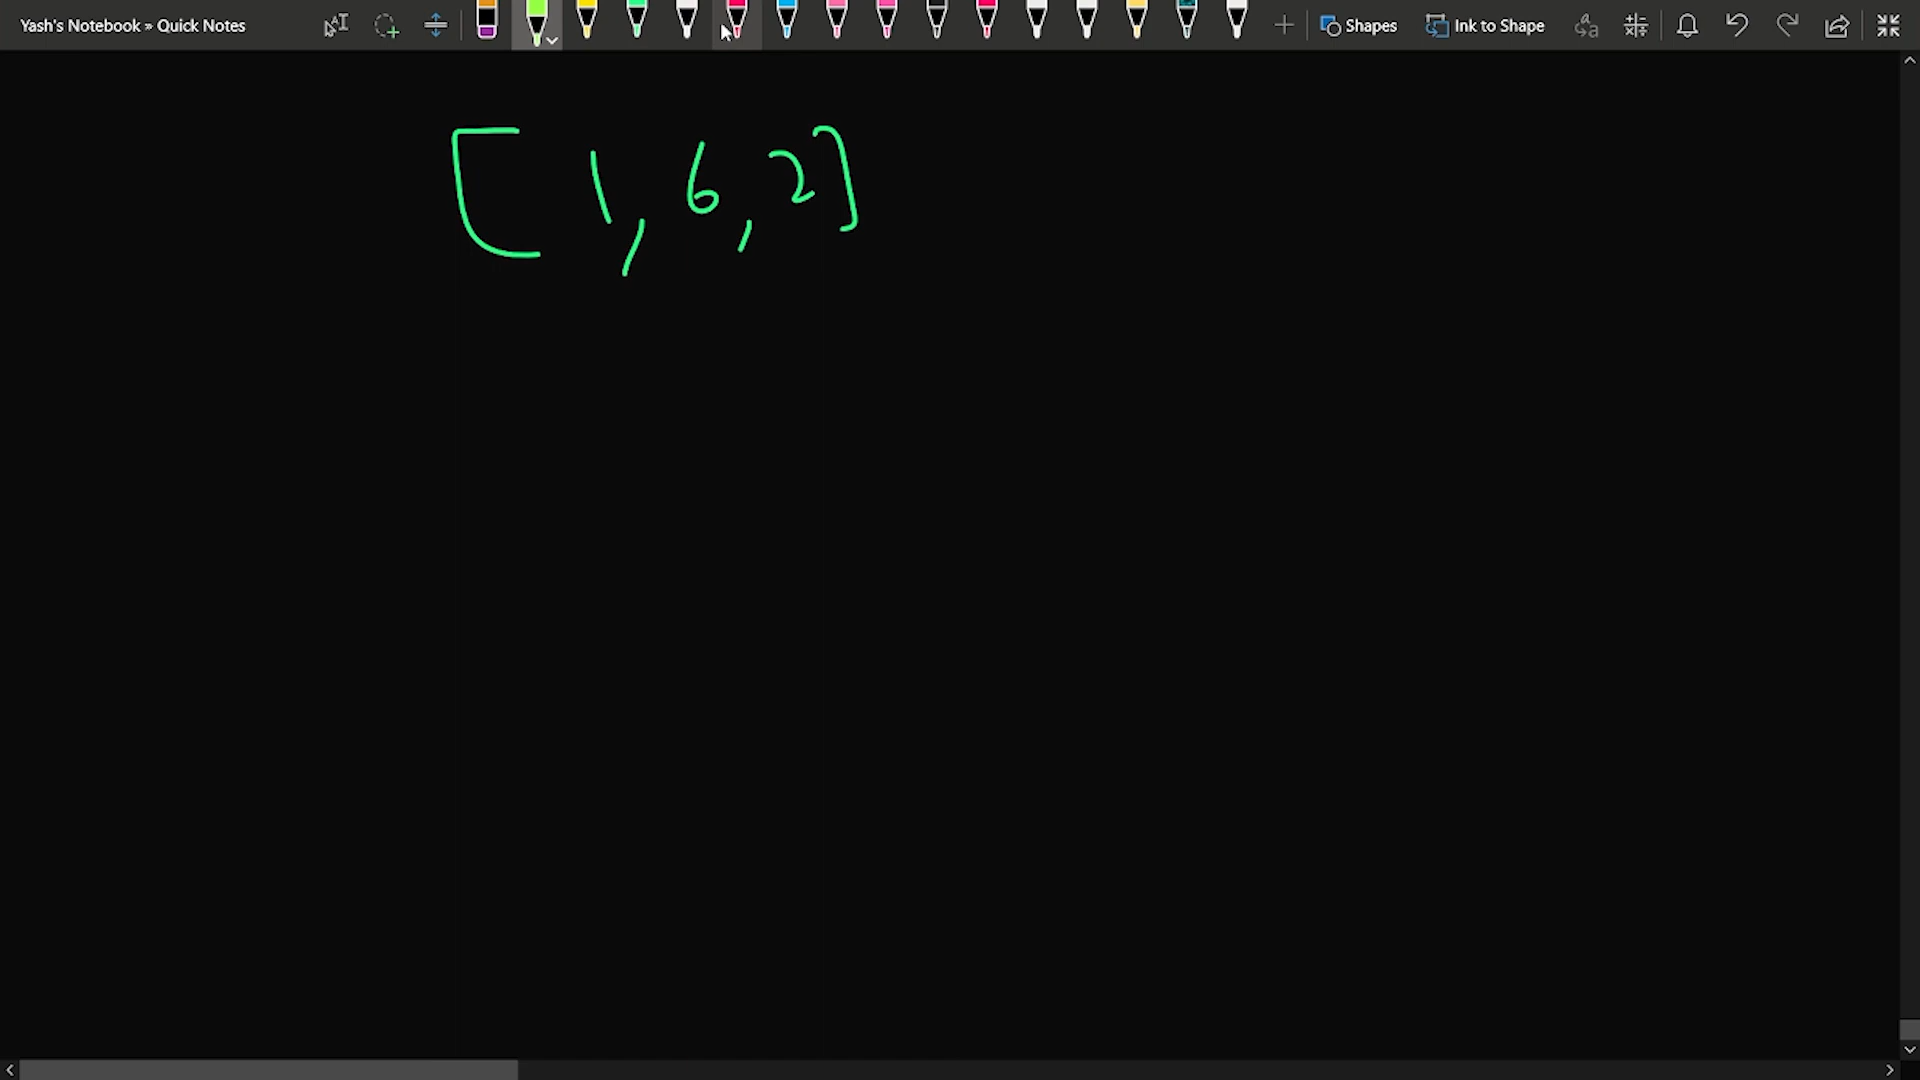 Yash's Notebook » Quick Notes
Shapes
Ink to Shape
[ 1, 6, 2]